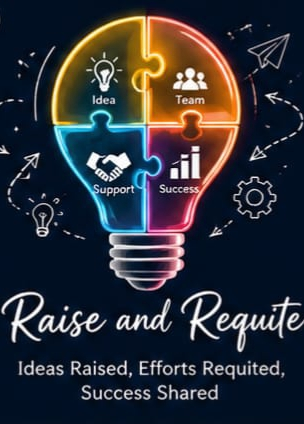 Idea
Team
Support
Success
Raise and Requite
Ideas Raised, Efforts Requited,
Success Shared